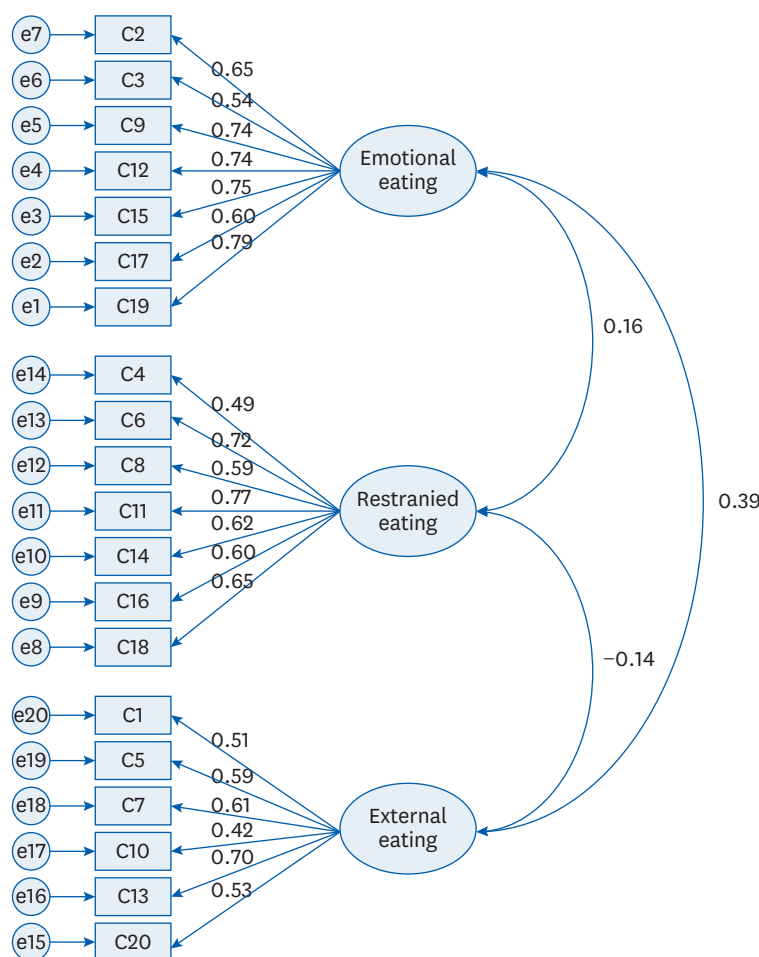 e7 C2
0.65
e6 C3
0.54
e5 C9
0.74
e4 C12
0.74
Emotional
eating
e3 C15
0.75
e2 C17
0.60
e1 C19
0.79
0.16
e14 C4
0.49
e13 C6
0.72
e12 C8
0.59
e11 C11
0.77
Restranied
eating
0.39
e10 C14
0.62
e9 C16
0.60
e8 C18
0.65
−0.14
e20 C1
0.51
e19 C5
0.59
e18 C7
0.61
External
eating
e17 C10
0.42
e16 C13
0.70
e15 C20
0.53